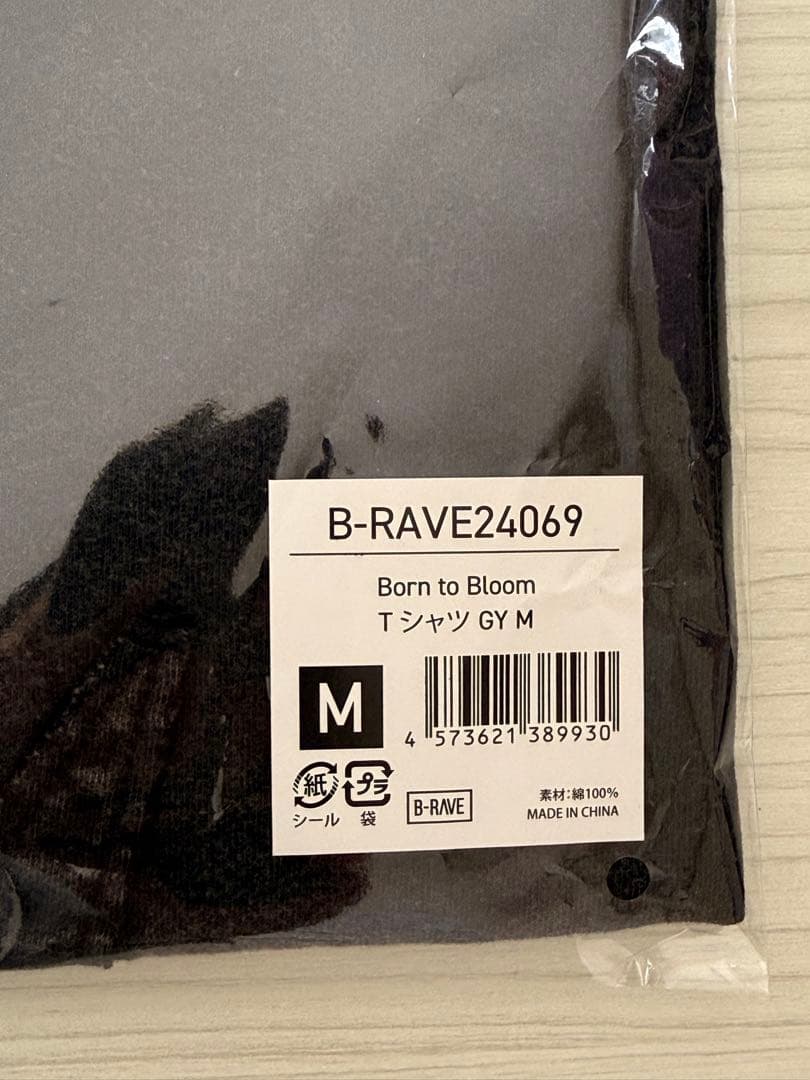 B-RAVE24069
Born to Bloom
T シャツ GY M
M
4 573621 389930
紙 プラ
シール 袋
B-RAVE
素材：綿100%
MADE IN CHINA